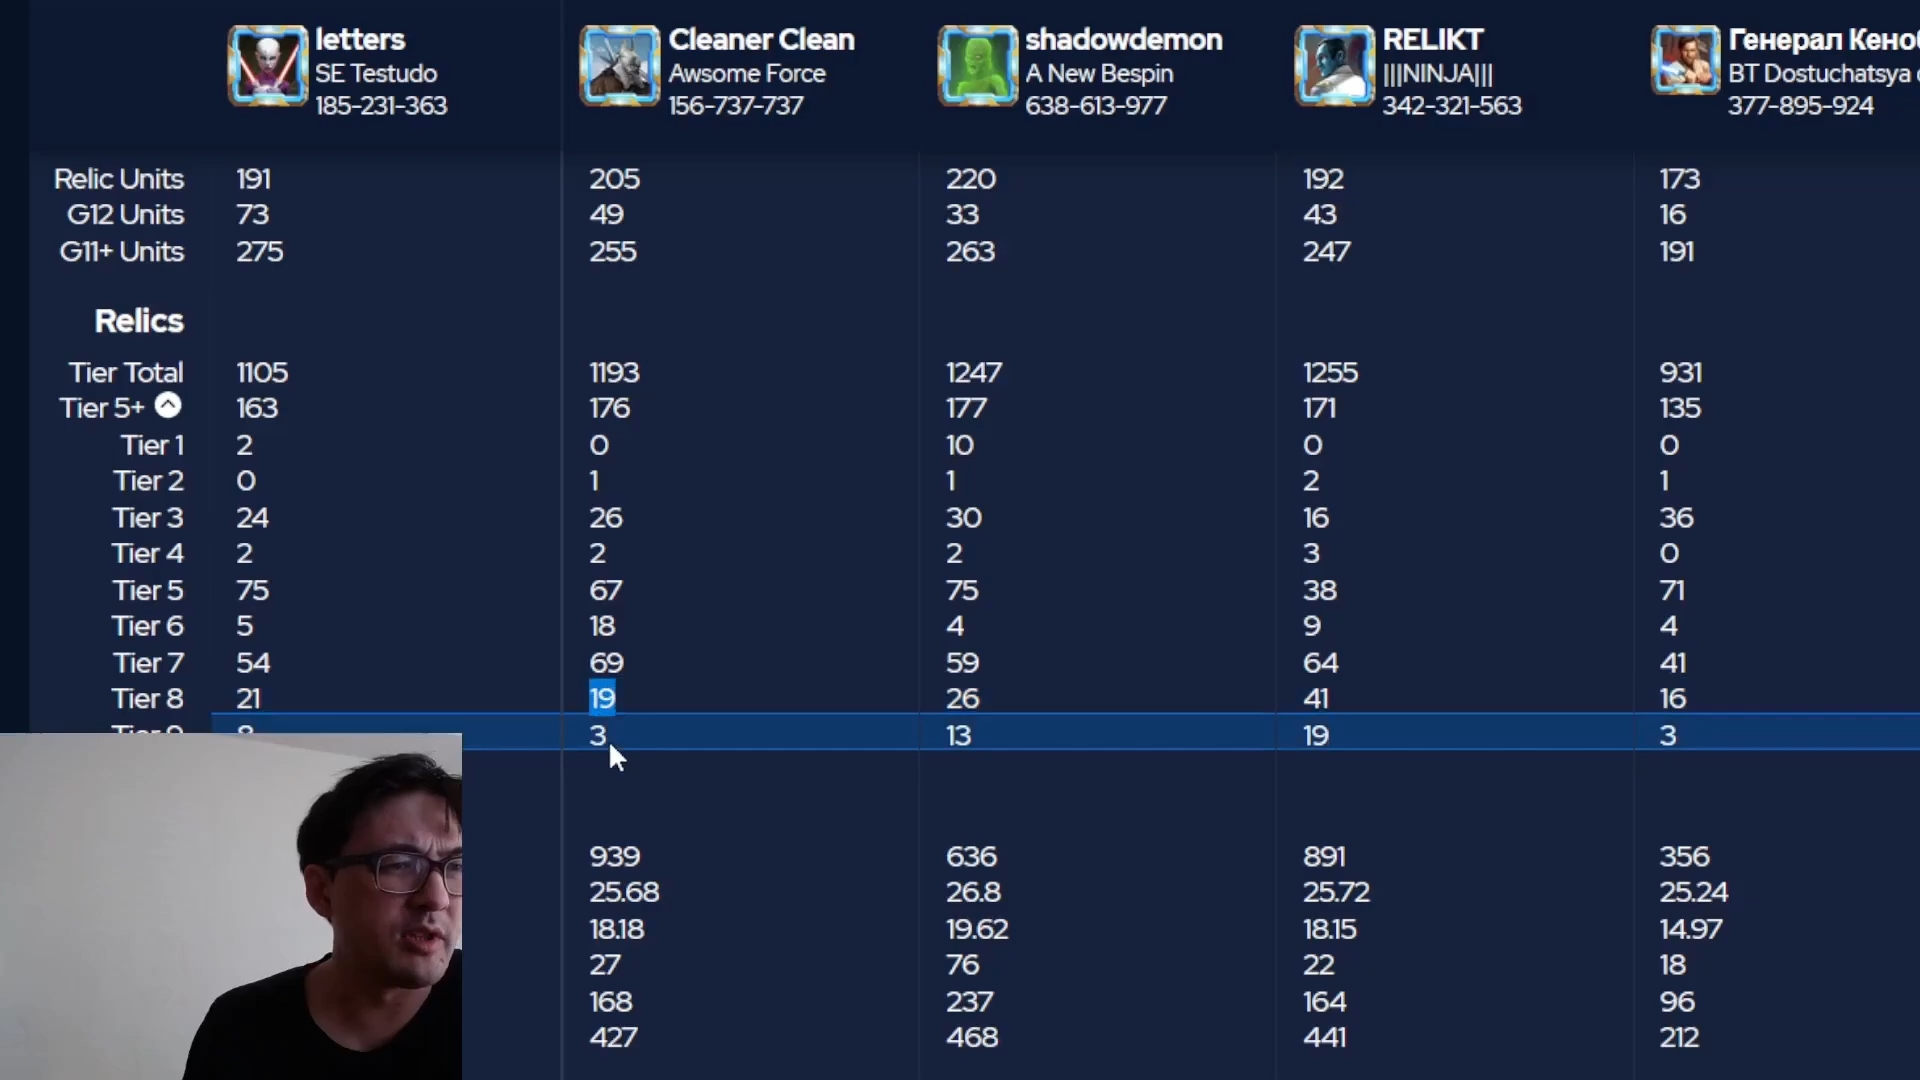 letters
SE Testudo
185-231-363
Cleaner Clean
Awsome Force
156-737-737
shadowdemon
A New Bespin
638-613-977
RELIKT
|||NINJA|||
342-321-563
Генерал
BT Dostuchatsya
377-895-924
Relic Units 191 205 220 192 173
G12 Units 73 49 33 43 16
G11+ Units 275 255 263 247 191
Relics
Tier Total 1105 1193 1247 1255 931
Tier 5+ 163 176 177 171 135
Tier 1 2 0 10 0 0
Tier 2 0 1 1 2 1
Tier 3 24 26 30 16 36
Tier 4 2 2 2 3 0
Tier 5 75 67 75 38 71
Tier 6 5 18 4 9 4
Tier 7 54 69 59 64 41
Tier 8 21 19 26 41 16
3 13 19 3
939 636 891 356
25.68 26.8 25.72 25.24
18.18 19.62 18.15 14.97
27 76 22 18
168 237 164 96
427 468 441 212